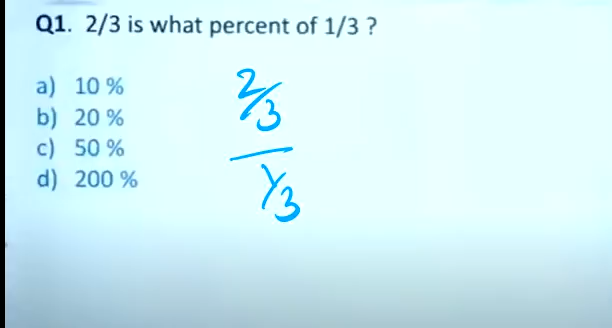 Q1. 2/3 is what percent of 1/3 ?
a) 10 %
b) 20 %
c) 50 %
d) 200 %
2/3
1/3